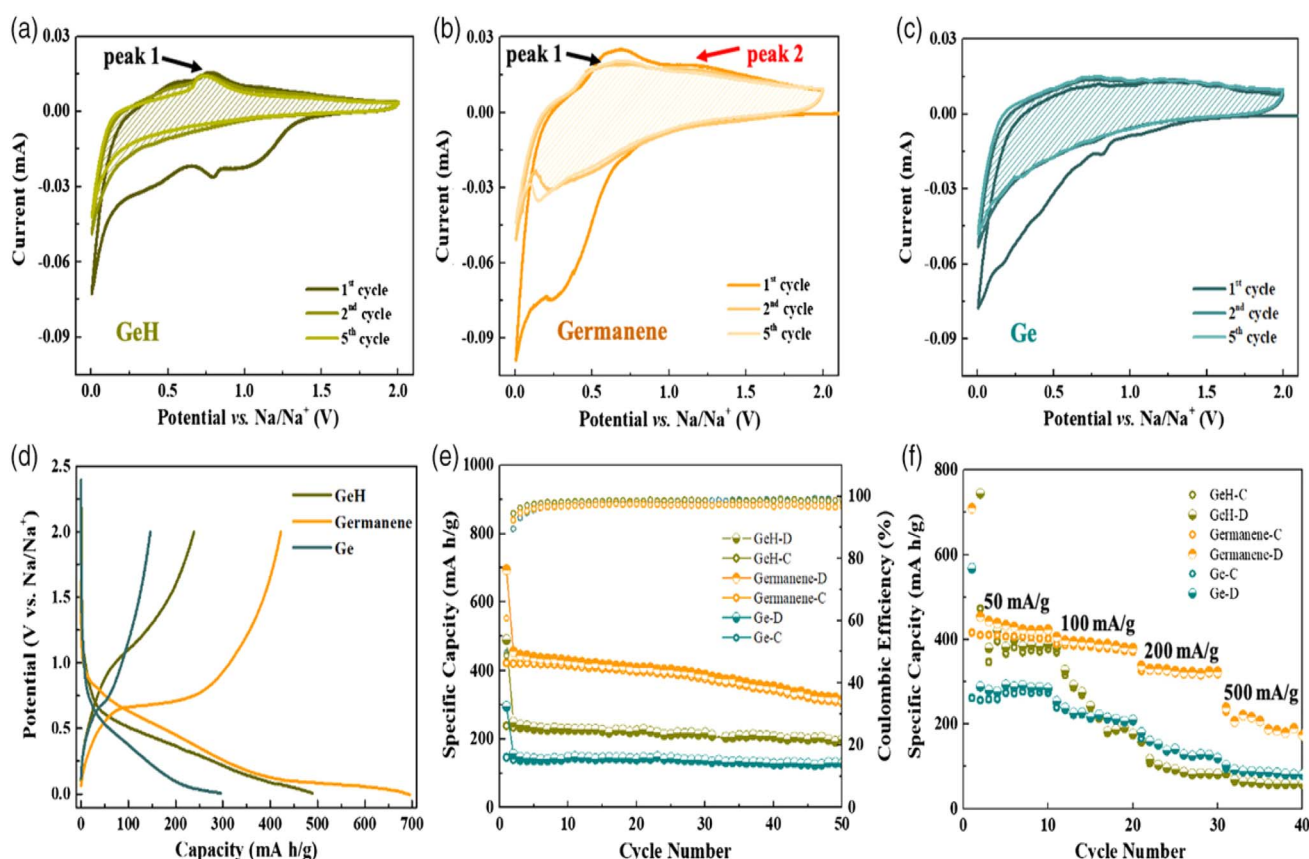 (a)
0.03
0.00
-0.03
-0.06
-0.09
Current (mA)
peak 1
1st cycle
2nd cycle
5th cycle
GeH
0.0
0.5
1.0
1.5
2.0
Potential vs. Na/Na+ (V)
(b)
0.03
0.00
-0.03
-0.06
-0.09
Current (mA)
peak 1
peak 2
1st cycle
2nd cycle
5th cycle
Germanene
0.0
0.5
1.0
1.5
2.0
Potential vs. Na/Na+ (V)
(c)
0.03
0.00
-0.03
-0.06
-0.09
Current (mA)
1st cycle
2nd cycle
5th cycle
Ge
0.0
0.5
1.0
1.5
2.0
Potential vs. Na/Na+ (V)
(d)
2.5
2.0
1.5
1.0
0.5
0.0
Potential (V vs. Na/Na+)
GeH
Germanene
Ge
0
100
200
300
400
500
600
700
Capacity (mA h/g)
(e)
1000
800
600
400
200
0
Specific Capcity (mA h/g)
GeH-D
GeH-C
Germanene-D
Germanene-C
Ge-D
Ge-C
100
80
60
40
20
0
Coulombic Efficiency (%)
0
10
20
30
40
50
Cycle Number
(f)
800
600
400
200
0
Specific Capcity (mA h/g)
GeH-C
GeH-D
Germanene-C
Germanene-D
Ge-C
Ge-D
50 mA/g
100 mA/g
200 mA/g
500 mA/g
0
10
20
30
40
Cycle Number